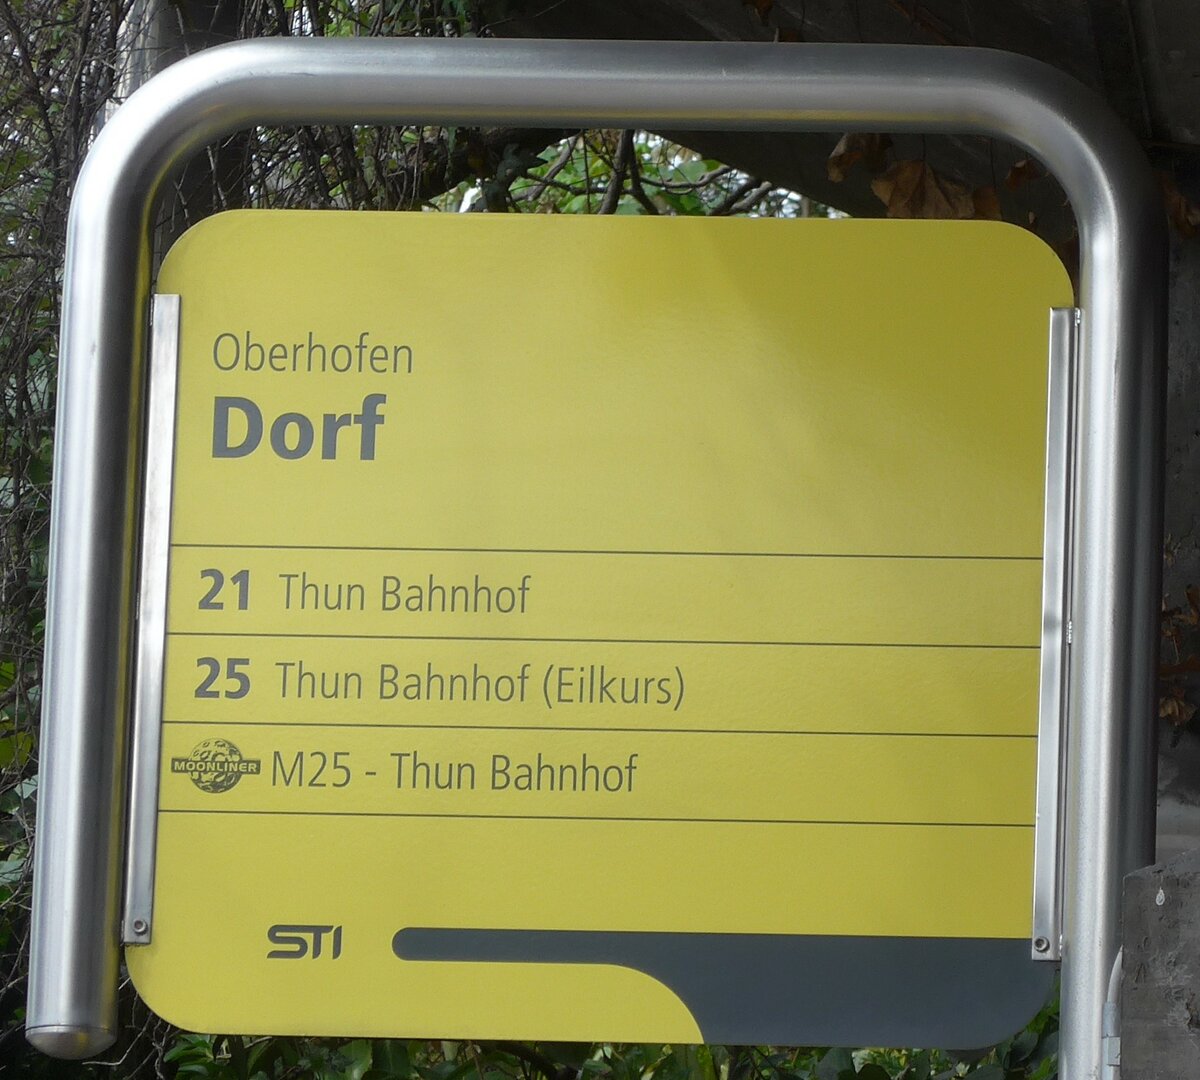 Oberhofen
Dorf
21 Thun Bahnhof
25 Thun Bahnhof (Eilkurs)
MOONLINER M25 - Thun Bahnhof
STI